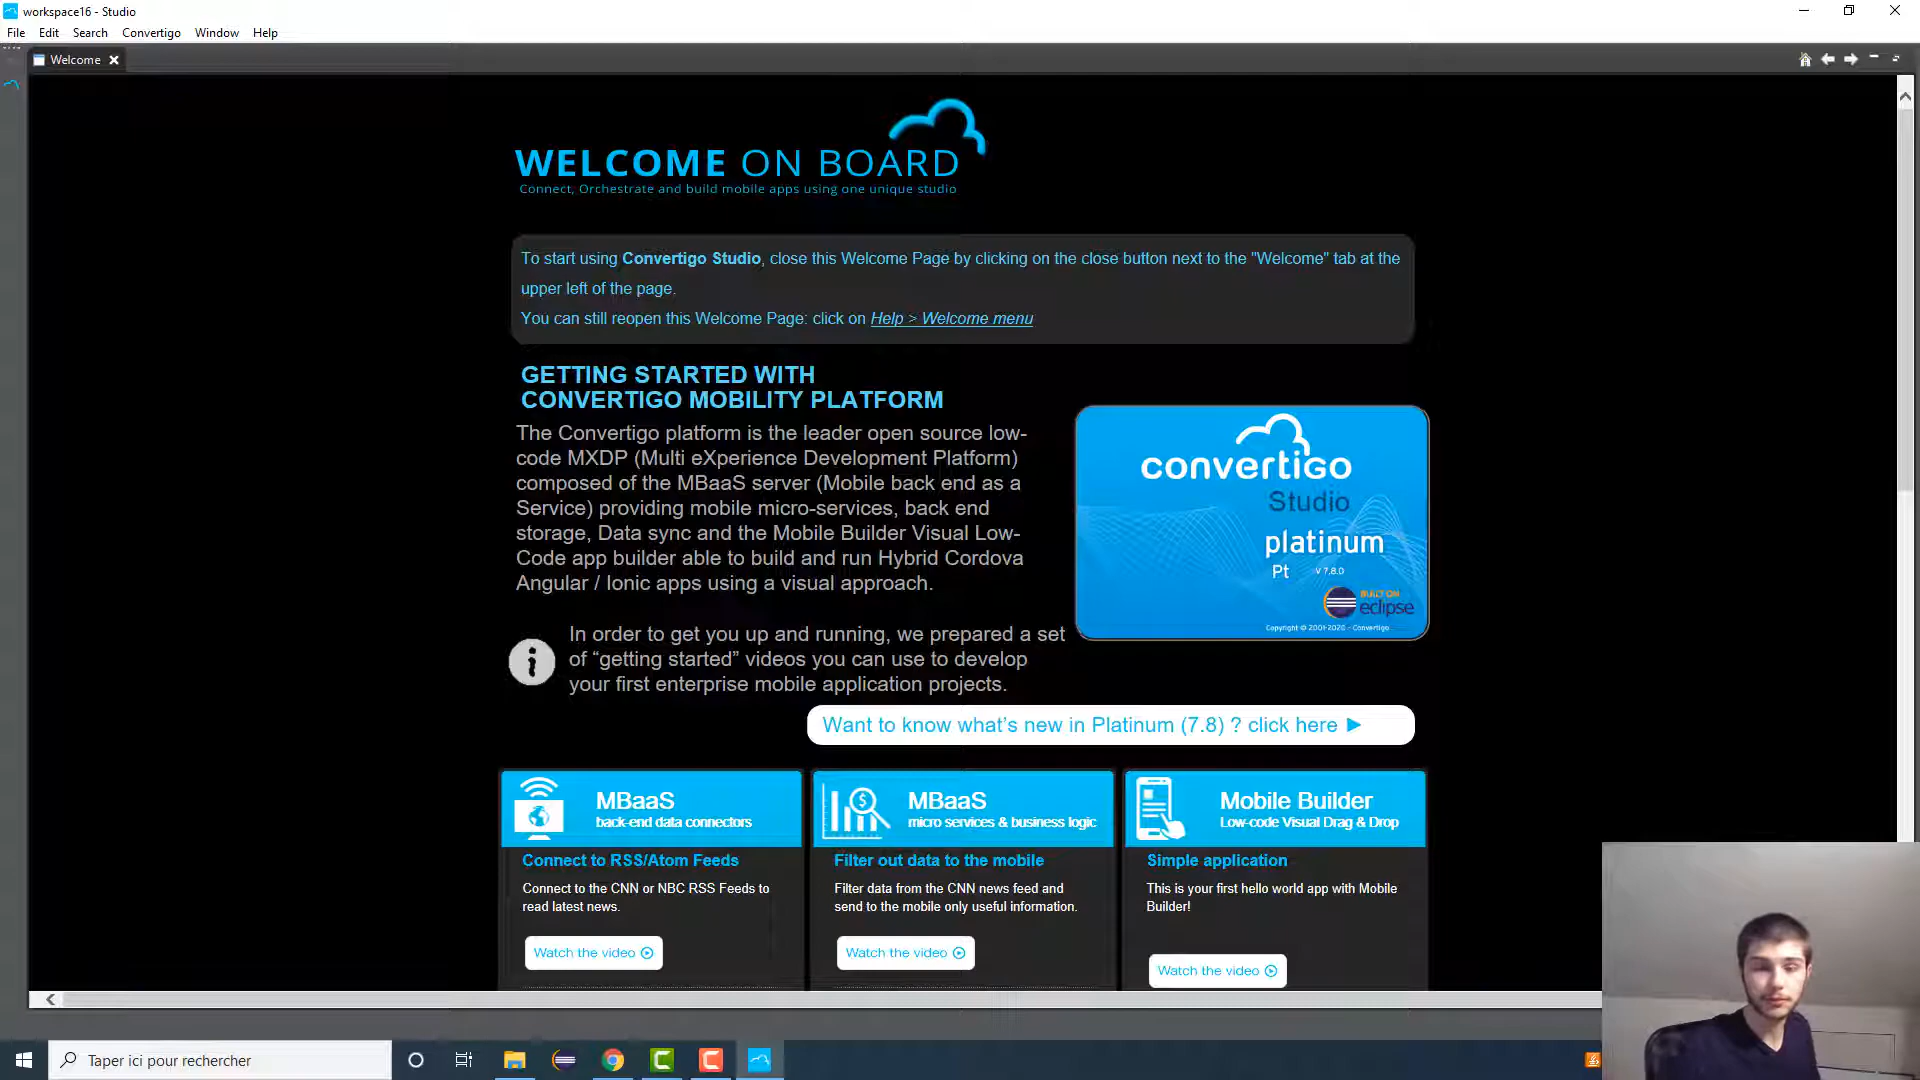 workspace16 - Studio
File Edit Search Convertigo Window Help
Welcome
WELCOME ON BOARD
Connect, Orchestrate and build mobile apps using one unique studio
To start using Convertigo Studio, close this Welcome Page by clicking on the close button next to the "Welcome" tab at the
upper left of the page.
You can still reopen this Welcome Page: click on Help > Welcome menu
GETTING STARTED WITH
CONVERTIGO MOBILITY PLATFORM
The Convertigo platform is the leader open source low-
code MXDP (Multi eXperience Development Platform)
composed of the MBaaS server (Mobile back end as a
Service) providing mobile micro-services, back end
storage, Data sync and the Mobile Builder Visual Low-
Code app builder able to build and run Hybrid Cordova
Angular / Ionic apps using a visual approach.
convertigo
Studio
platinum
Pt V 7.8.0
BUILT ON
eclipse
Copyright © 2001-2020 - Convertigo
In order to get you up and running, we prepared a set
of “getting started” videos you can use to develop
your first enterprise mobile application projects.
Want to know what’s new in Platinum (7.8) ? click here ►
MBaaS
back-end data connectors
Connect to RSS/Atom Feeds
Connect to the CNN or NBC RSS Feeds to
read latest news.
Watch the video
MBaaS
micro services & business logic
Filter out data to the mobile
Filter data from the CNN news feed and
send to the mobile only useful information.
Watch the video
Mobile Builder
Low-code Visual Drag & Drop
Simple application
This is your first hello world app with Mobile
Builder!
Watch the video
Taper ici pour rechercher